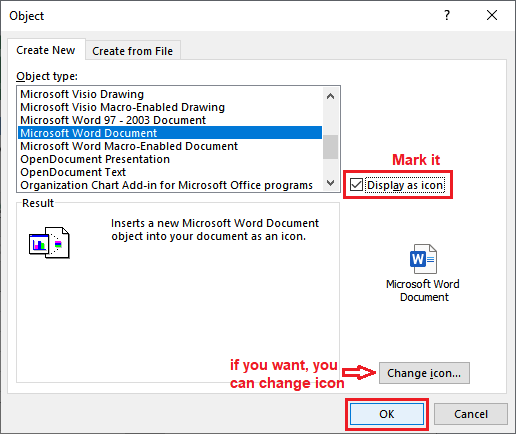 Object
Create New
Create from File
Object type:
Microsoft Visio Drawing
Microsoft Visio Macro-Enabled Drawing
Microsoft Word 97 - 2003 Document
Microsoft Word Document
Microsoft Word Macro-Enabled Document
OpenDocument Presentation
OpenDocument Text
Organization Chart Add-in for Microsoft Office programs
Mark it
Display as icon
Result
Inserts a new Microsoft Word Document
object into your document as an icon.
W
Microsoft Word
Document
if you want, you
can change icon
Change icon...
OK
Cancel